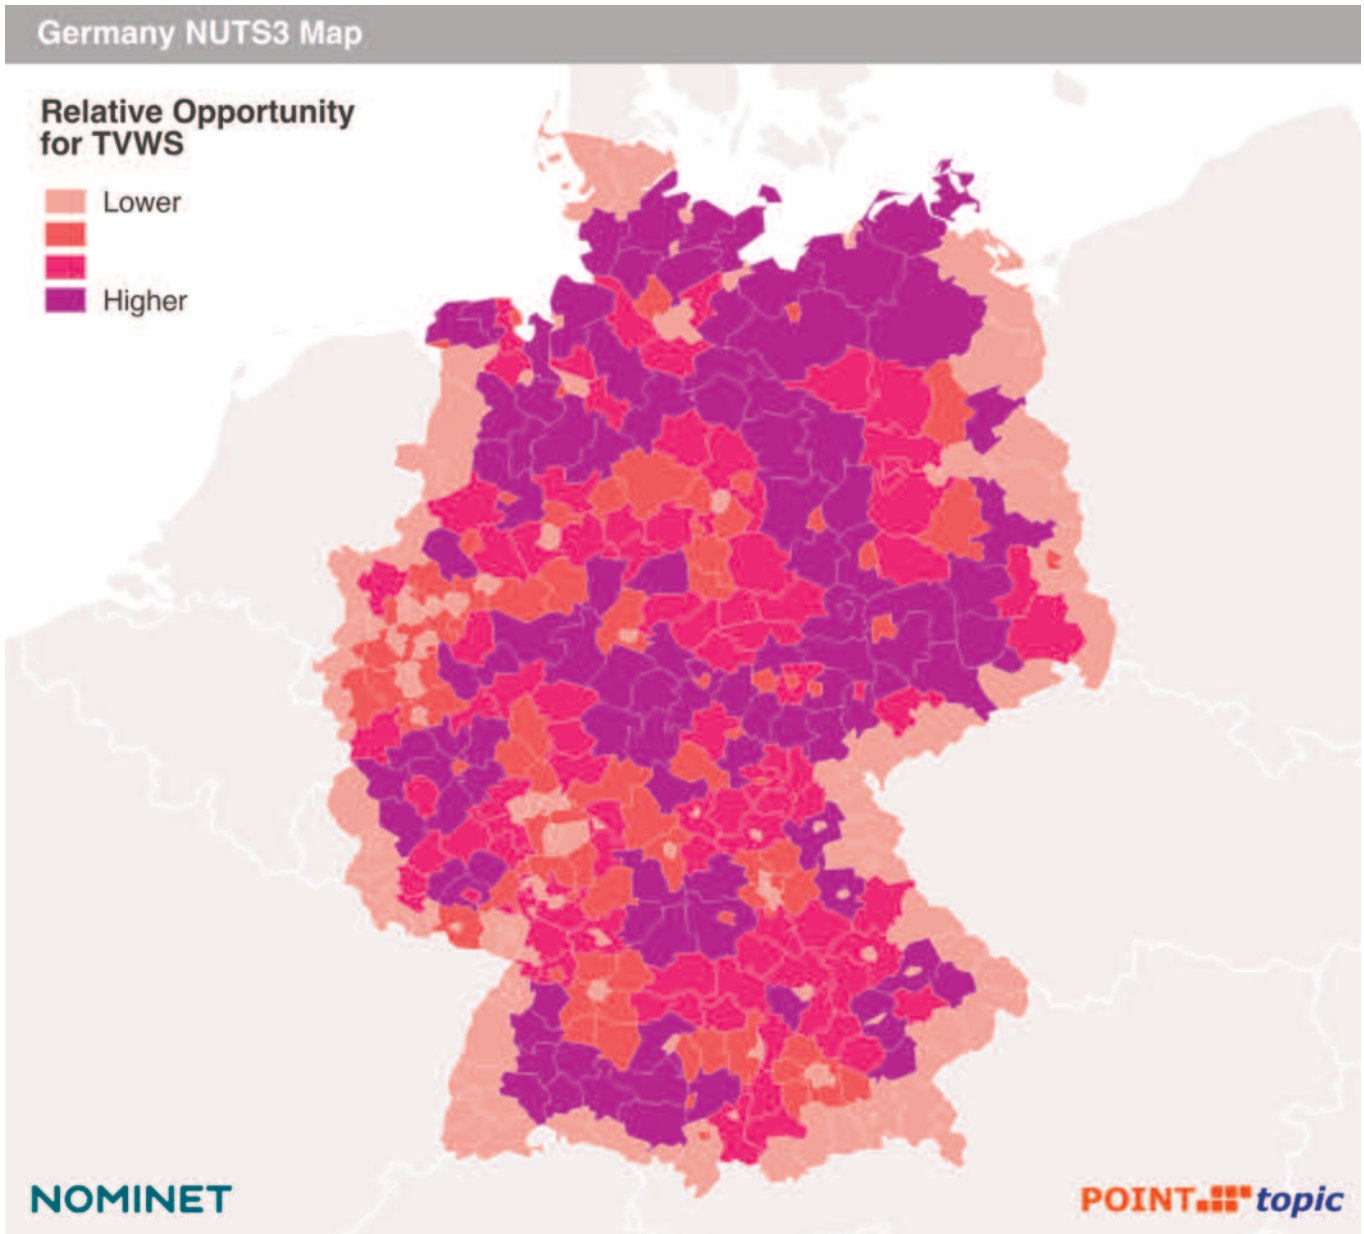 Germany NUTS3 Map
Relative Opportunity
for TVWS
Lower
Higher
NOMINET
POINT topic